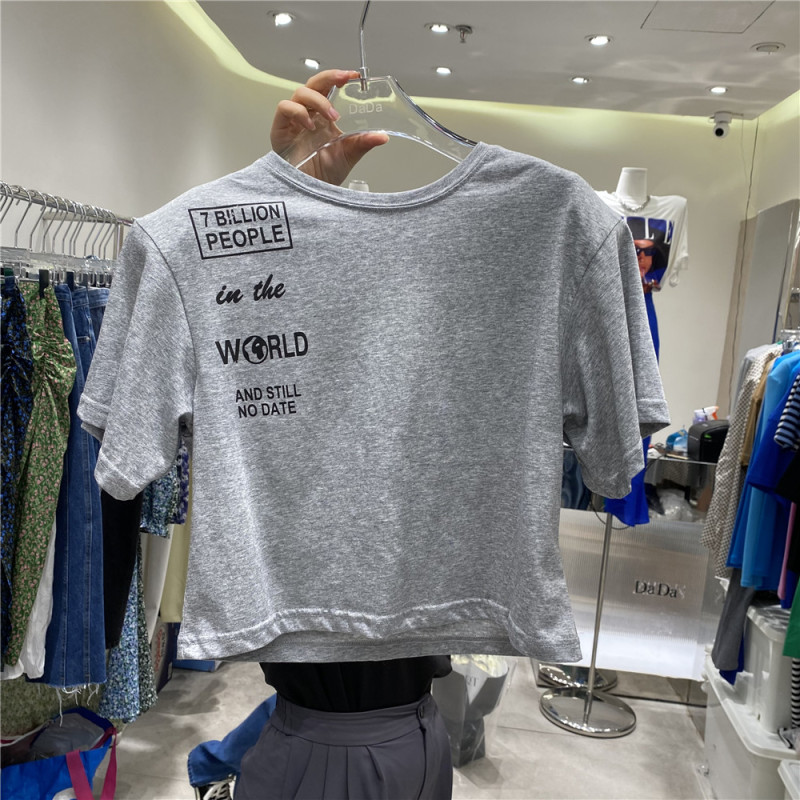 DaDa
7 BILLION
PEOPLE
in the
WORLD
AND STILL
NO DATE
DaDa